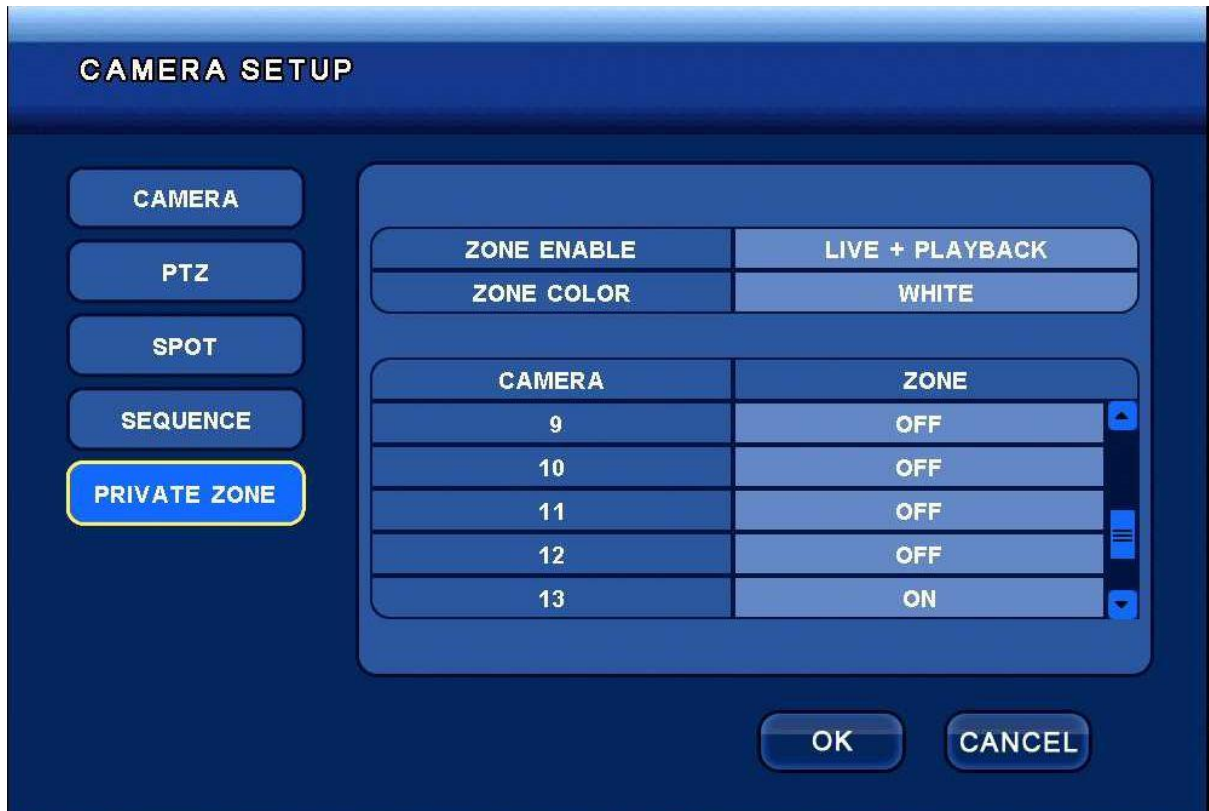 CAMERA SETUP
CAMERA
PTZ
SPOT
SEQUENCE
PRIVATE ZONE
ZONE ENABLE LIVE + PLAYBACK
ZONE COLOR WHITE
CAMERA ZONE
9 OFF
10 OFF
11 OFF
12 OFF
13 ON
OK CANCEL